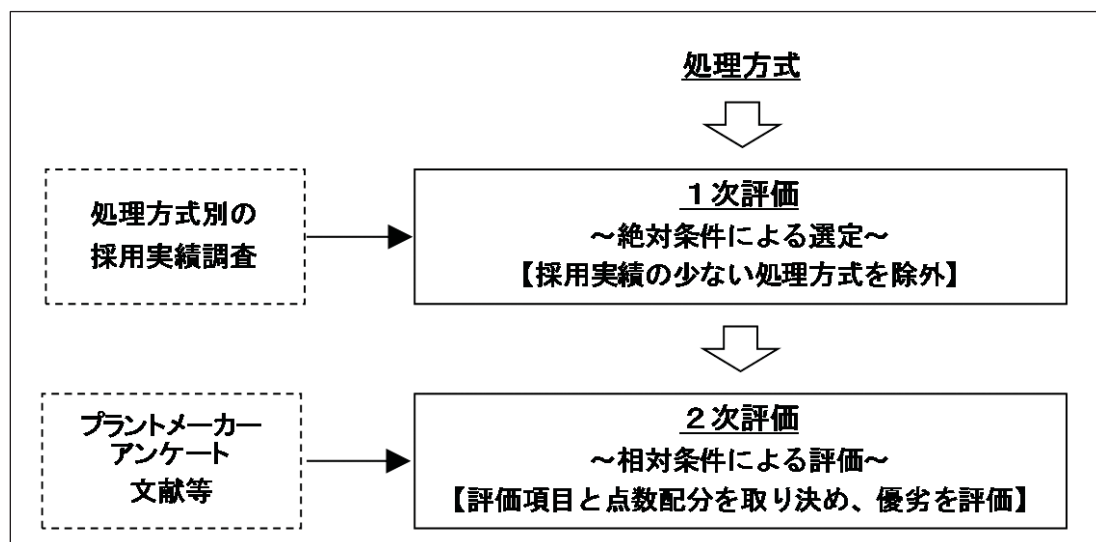 処理方式
処理方式別の
採用実績調査
１次評価
～絶対条件による選定～
【採用実績の少ない処理方式を除外】
プラントメーカー
アンケート
文献等
２次評価
～相対条件による評価～
【評価項目と点数配分を取り決め、優劣を評価】